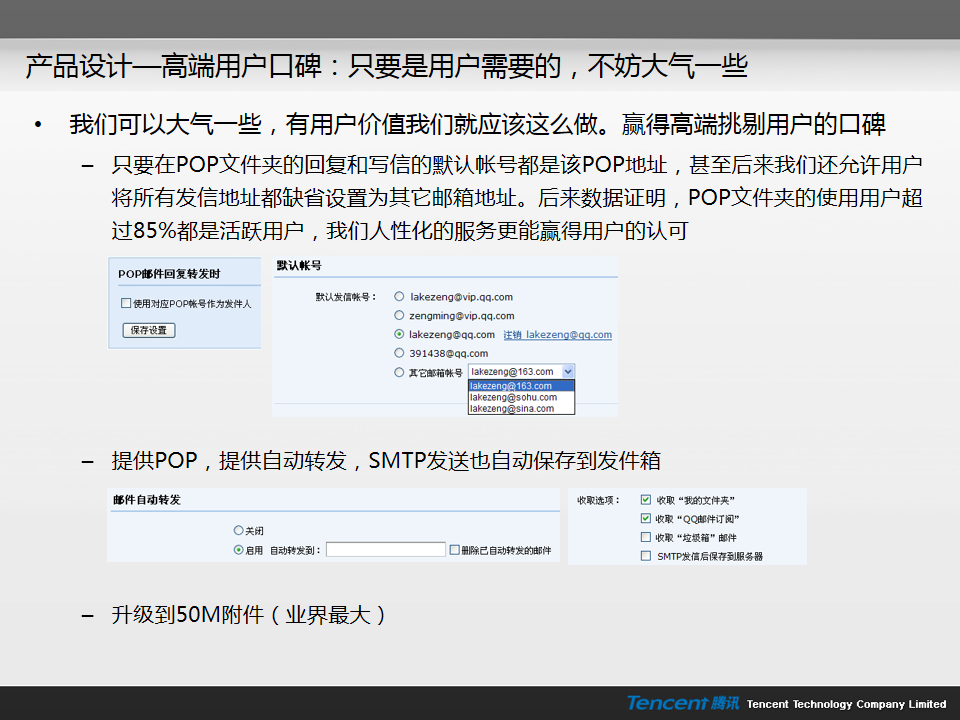 产品设计—高端用户口碑：只要是用户需要的，不妨大气一些
• 我们可以大气一些，有用户价值我们就应该这么做。赢得高端挑剔用户的口碑
– 只要在POP文件夹的回复和写信的默认帐号都是该POP地址，甚至后来我们还允许用户
将所有发信地址都缺省设置为其它邮箱地址。后来数据证明，POP文件夹的使用用户超
过85%都是活跃用户，我们人性化的服务更能赢得用户的认可
POP邮件回复转发时
使用对应POP帐号作为发件人
保存设置
默认帐号
默认发信帐号： lakezeng@vip.qq.com
zengming@vip.qq.com
lakezeng@qq.com 注销 lakezeng@qq.com
391438@qq.com
其它邮箱帐号 lakezeng@163.com
lakezeng@163.com
lakezeng@sohu.com
lakezeng@sina.com
– 提供POP，提供自动转发，SMTP发送也自动保存到发件箱
邮件自动转发
关闭
启用 自动转发到： 删除已自动转发的邮件
收取选项： 收取“我的文件夹”
收取“QQ邮件订阅”
收取“垃圾箱”邮件
SMTP发信后保存到服务器
– 升级到50M附件（业界最大）
Tencent 腾讯 Tencent Technology Company Limited